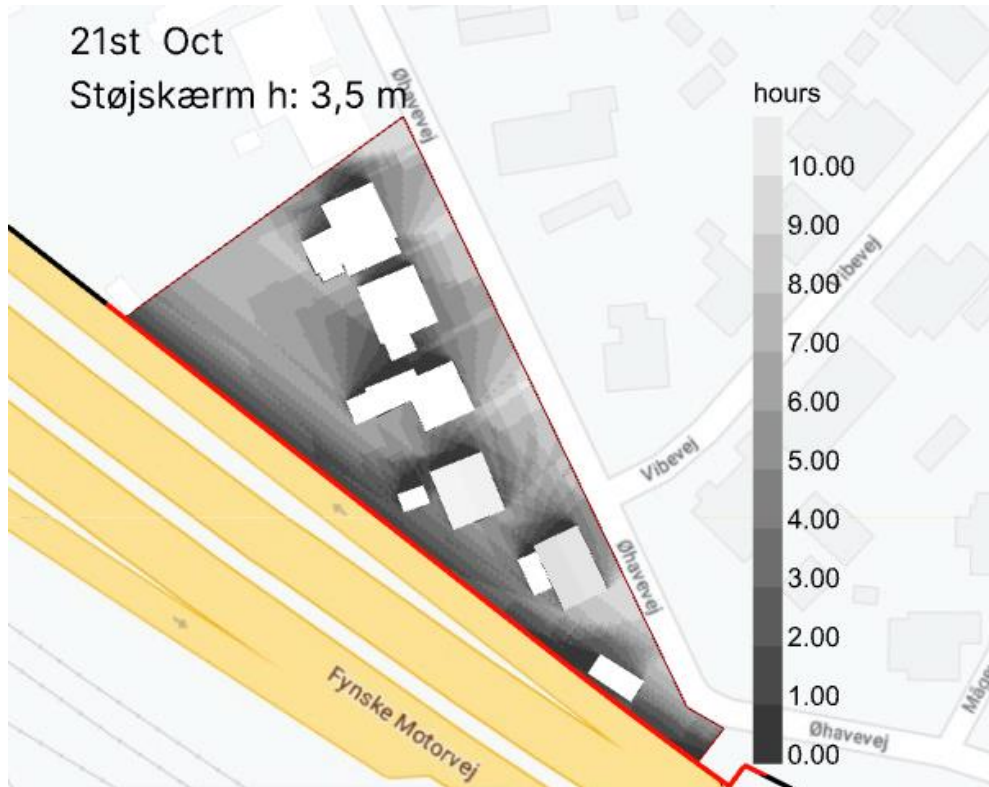 21st Oct
Støjskærm h: 3,5 m
Øhavevej
hours
10.00
9.00
8.00
7.00
6.00
5.00
4.00
3.00
2.00
1.00
0.00
Vibevej
Vibevej
Øhavevej
Fynske Motorvej
Øhavevej
Måge